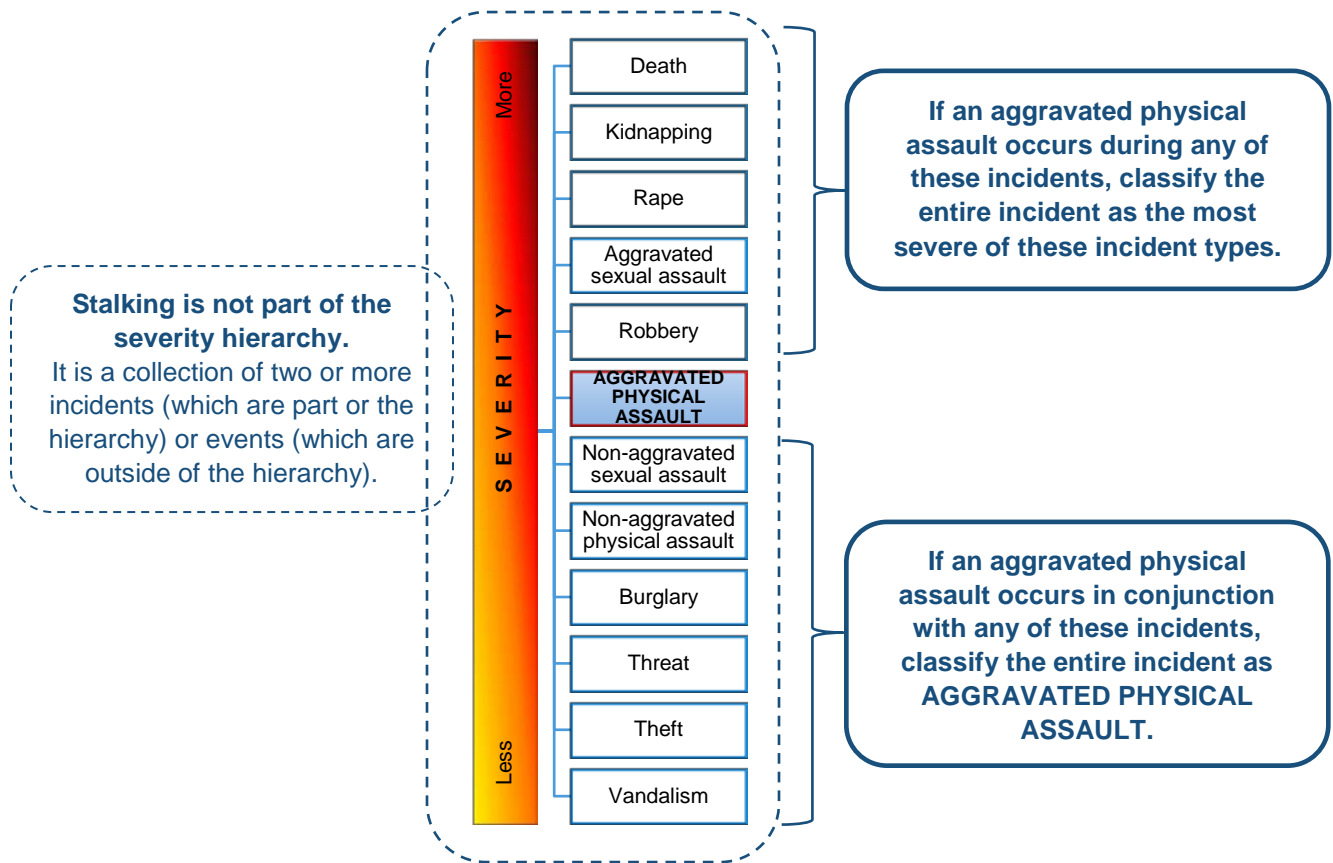 Stalking is not part of the
severity hierarchy.
It is a collection of two or more
incidents (which are part or the
hierarchy) or events (which are
outside of the hierarchy).
More
SEVERITY
Less
Death
Kidnapping
Rape
Aggravated
sexual assault
Robbery
AGGRAVATED
PHYSICAL
ASSAULT
Non-aggravated
sexual assault
Non-aggravated
physical assault
Burglary
Threat
Theft
Vandalism
If an aggravated physical
assault occurs during any of
these incidents, classify the
entire incident as the most
severe of these incident types.
If an aggravated physical
assault occurs in conjunction
with any of these incidents,
classify the entire incident as
AGGRAVATED PHYSICAL
ASSAULT.